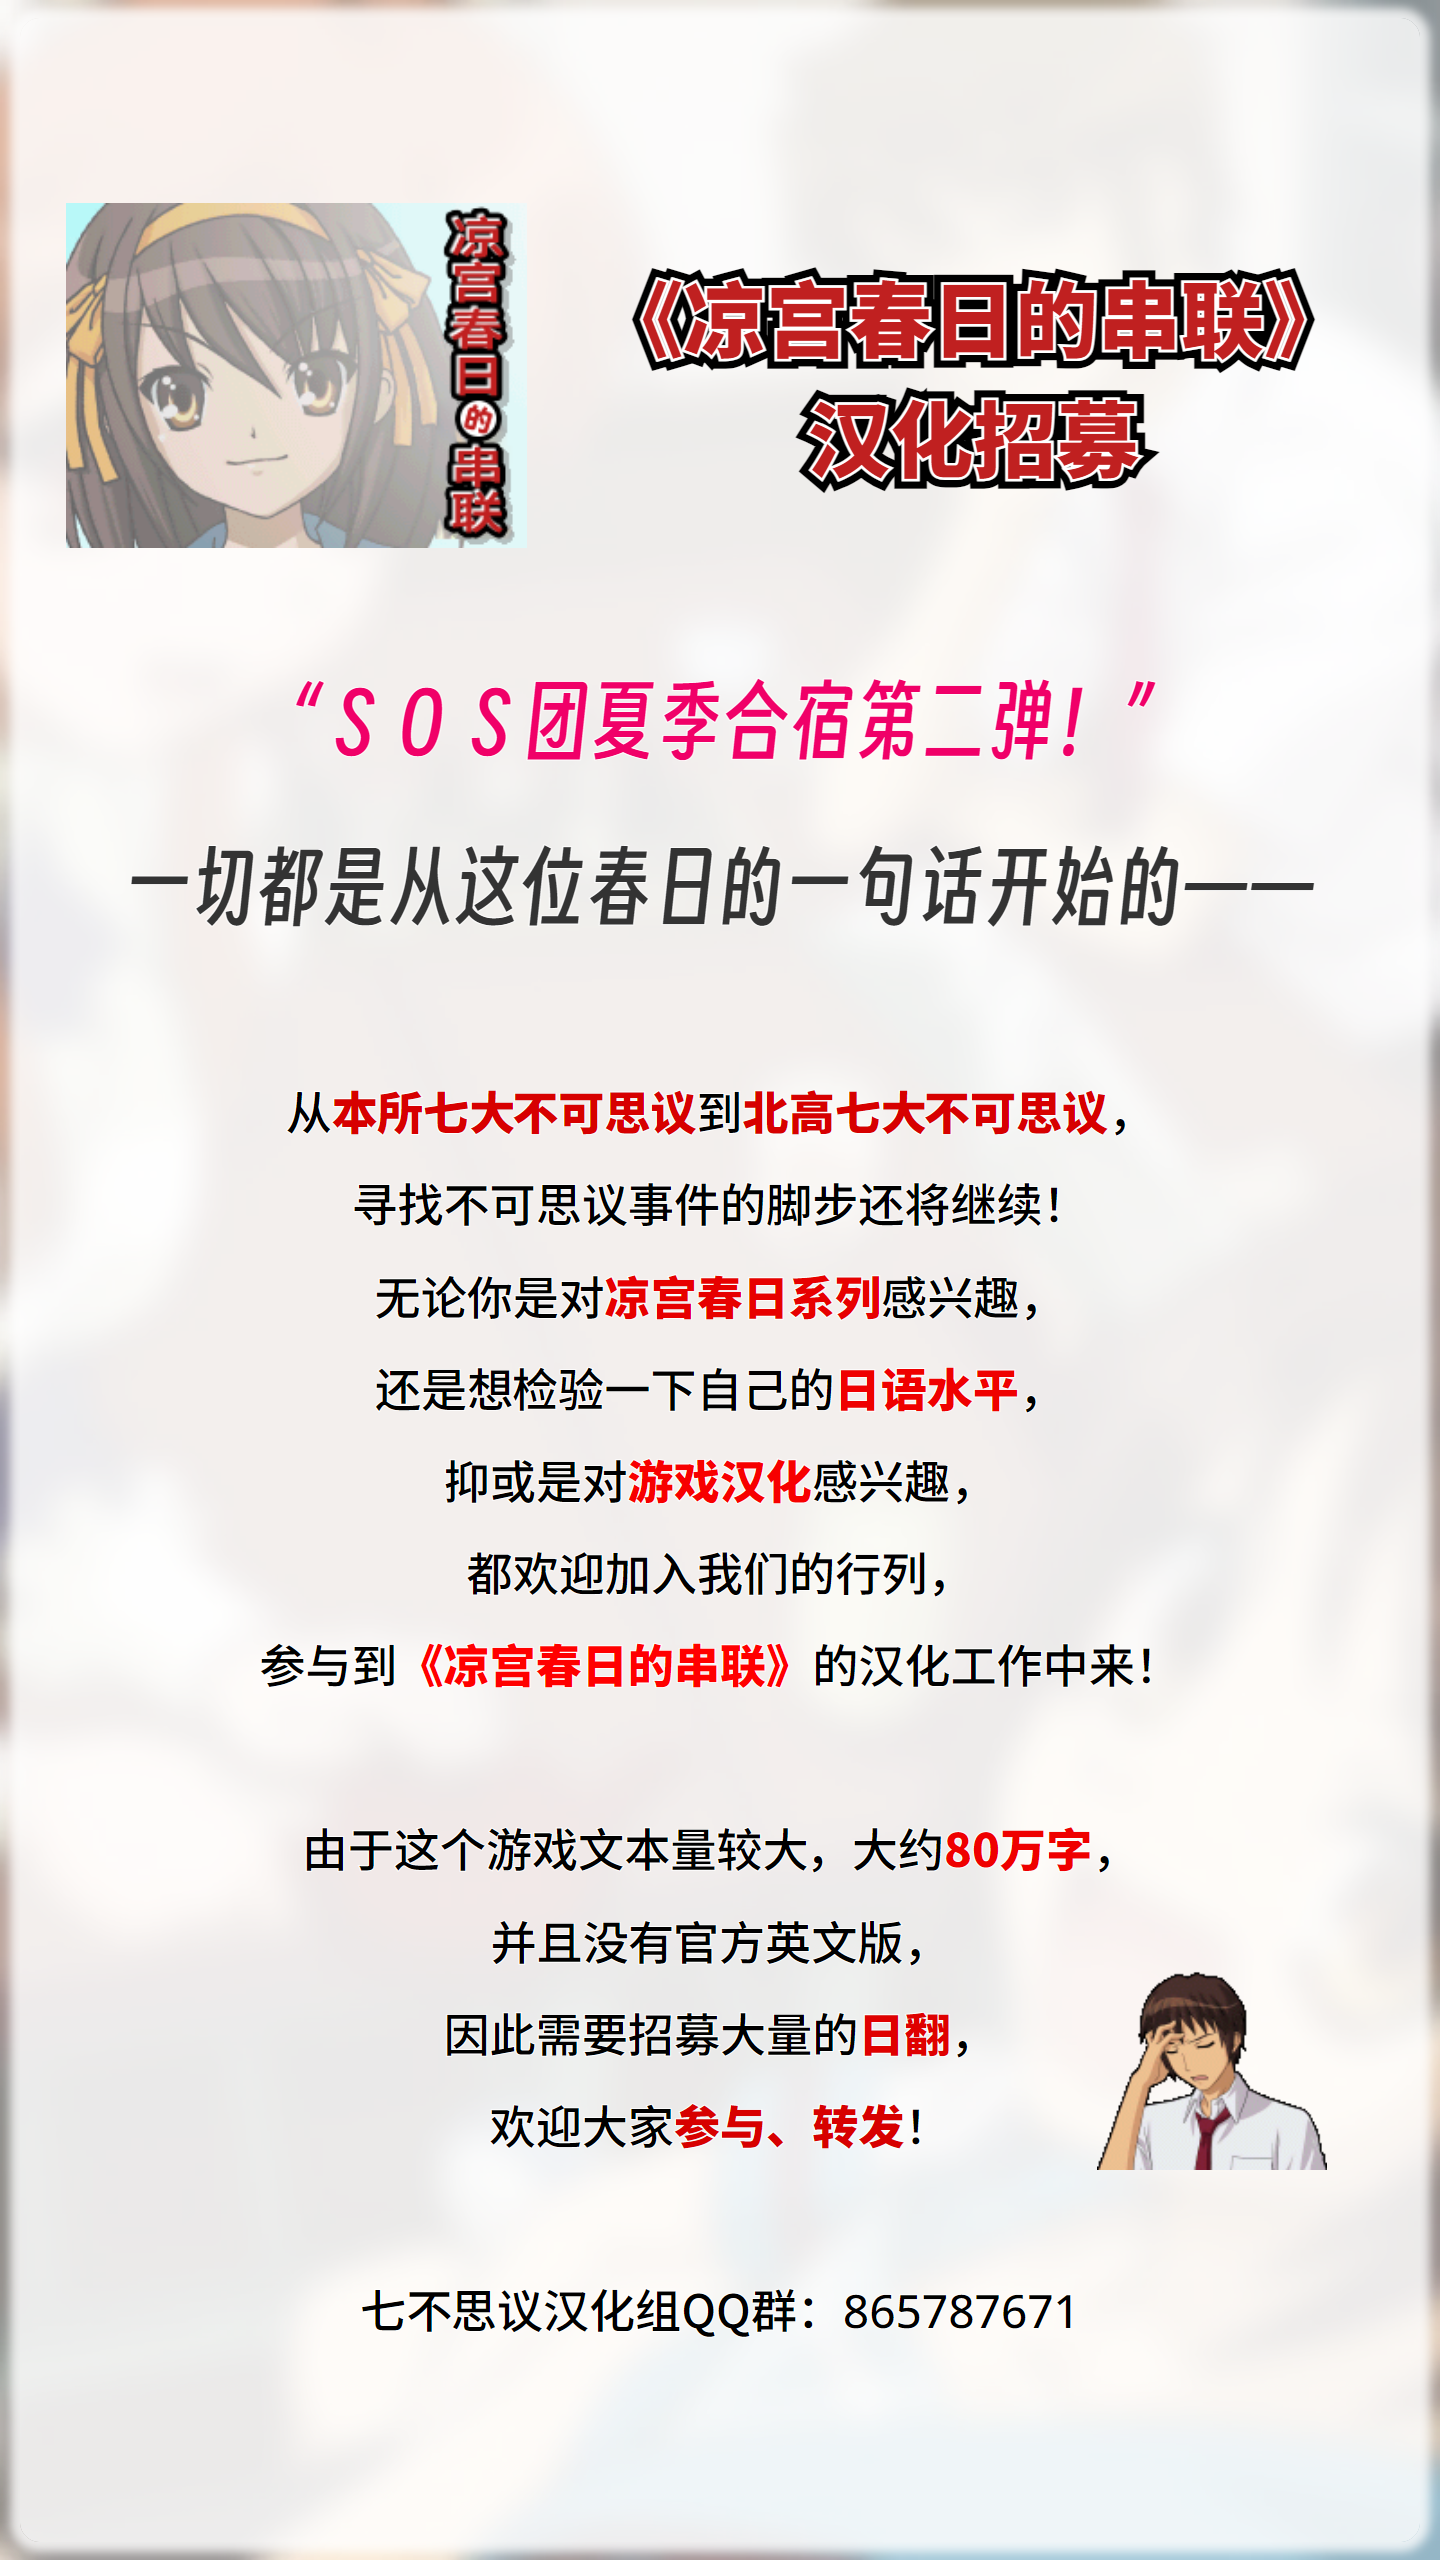 凉宫春日的串联
《凉宫春日的串联》
汉化招募
“SOS团夏季合宿第二弹！”
一切都是从这位春日的一句话开始的——
从本所七大不可思议到北高七大不可思议，
寻找不可思议事件的脚步还将继续！
无论你是对凉宫春日系列感兴趣，
还是想检验一下自己的日语水平，
抑或是对游戏汉化感兴趣，
都欢迎加入我们的行列，
参与到《凉宫春日的串联》的汉化工作中来！
由于这个游戏文本量较大，大约80万字，
并且没有官方英文版，
因此需要招募大量的日翻，
欢迎大家参与、转发！
七不思议汉化组QQ群：865787671